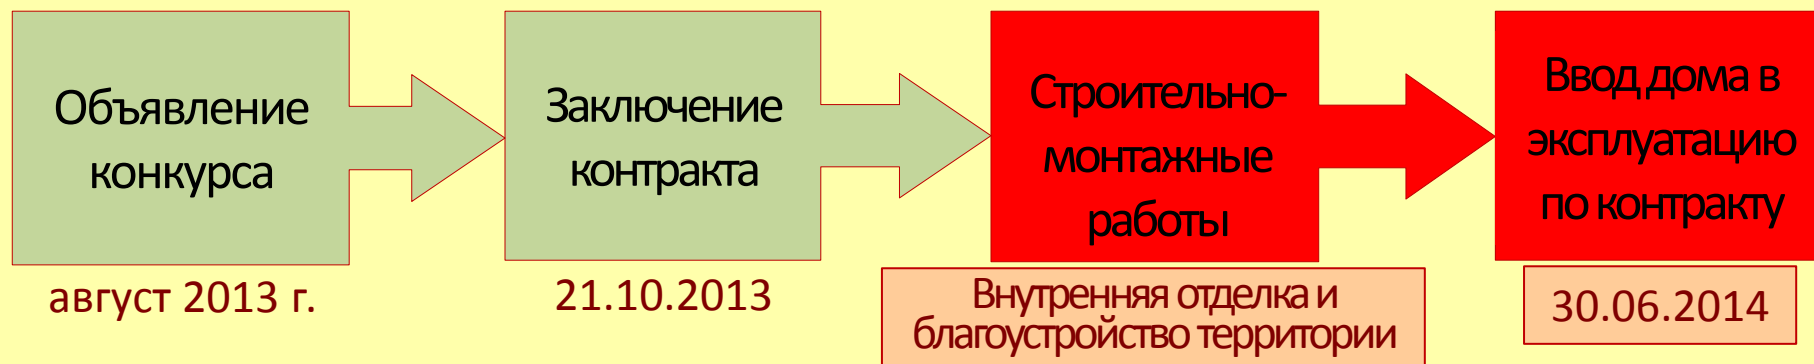 Объявление
конкурса
август 2013 г.
Заключение
контракта
21.10.2013
Строительно-
монтажные
работы
Внутренняя отделка и
благоустройство территории
Ввод дома в
эксплуатацию
по контракту
30.06.2014